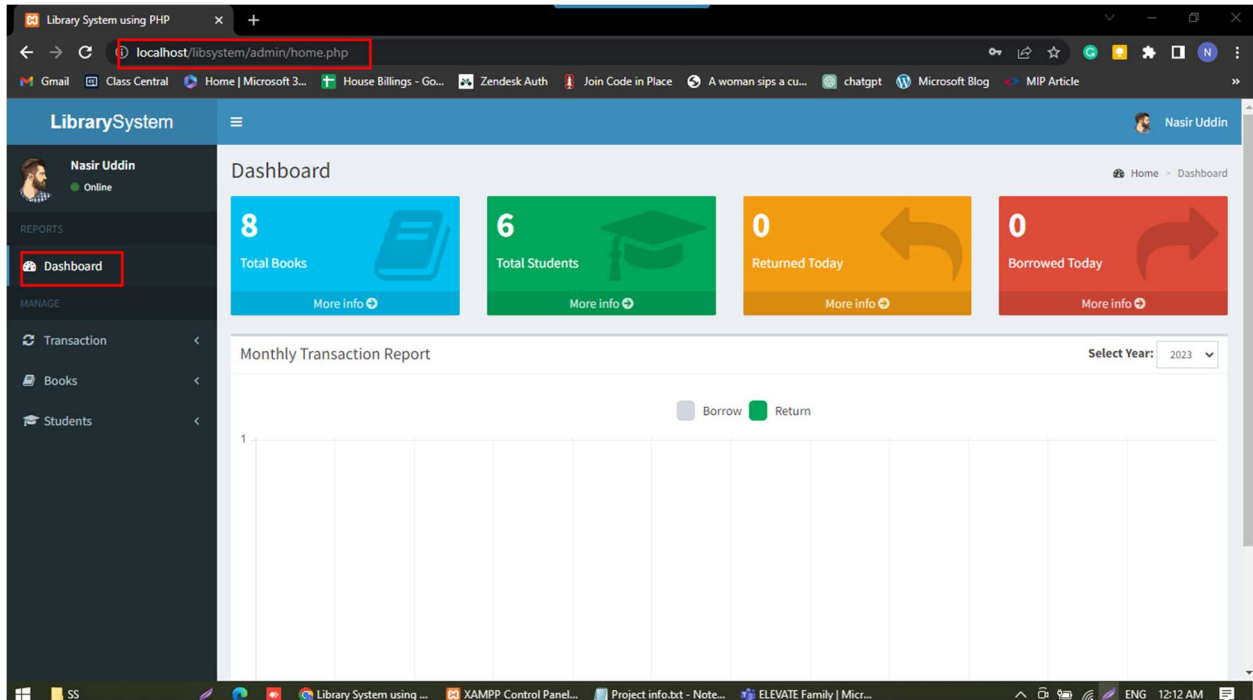 Library System using PHP
localhost/libsystem/admin/home.php
N
Gmail Class Central Home | Microsoft 3... House Billings - Go... Zendesk Auth Join Code in Place A woman sips a cu... chatgpt Microsoft Blog MIP Article »
LibrarySystem Nasir Uddin
Nasir Uddin
Online
Dashboard
Home > Dashboard
REPORTS
Dashboard
MANAGE
Transaction
Books
Students
8
Total Books
More info
6
Total Students
More info
0
Returned Today
More info
0
Borrowed Today
More info
Monthly Transaction Report Select Year: 2023
Borrow Return
1
SS Library System using ... XAMPP Control Panel... Project info.txt - Note... ELEVATE Family | Micr... ENG 12:12 AM